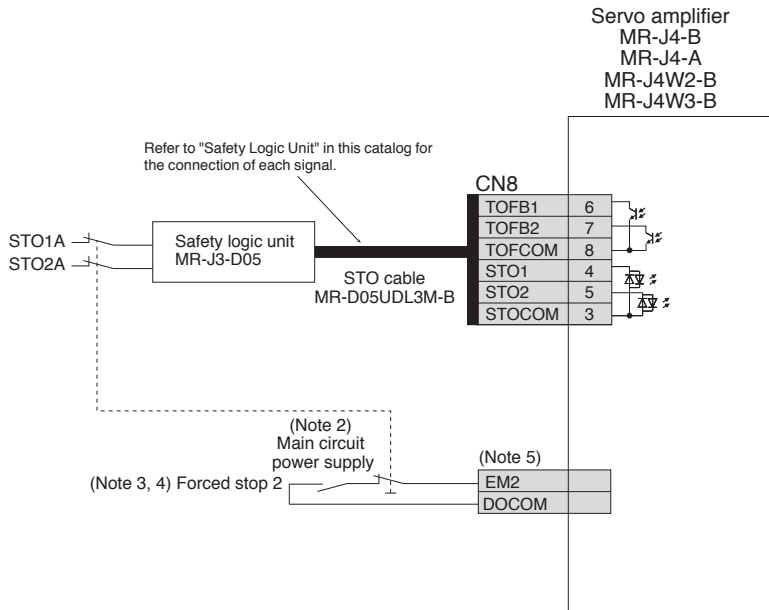 Servo amplifier
MR-J4-B
MR-J4-A
MR-J4W2-B
MR-J4W3-B
Refer to "Safety Logic Unit" in this catalog for
the connection of each signal.
CN8
TOFB1 6
TOFB2 7
TOFCOM 8
STO1 4
STO2 5
STOCOM 3
STO1A
STO2A
Safety logic unit
MR-J3-D05
STO cable
MR-D05UDL3M-B
(Note 2)
Main circuit
power supply
(Note 3, 4) Forced stop 2
(Note 5)
EM2
DOCOM